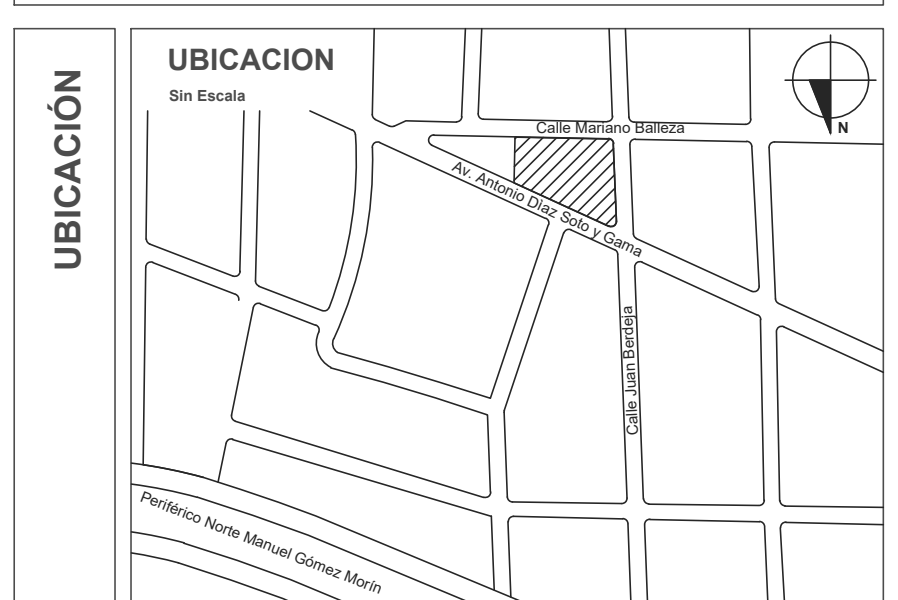 UBICACIÓN
UBICACION
Sin Escala
N
Calle Mariano Balleza
Av. Antonio Dìaz Soto y Gama
Calle Juan Berdeja
Periférico Norte Manuel Gómez Morín